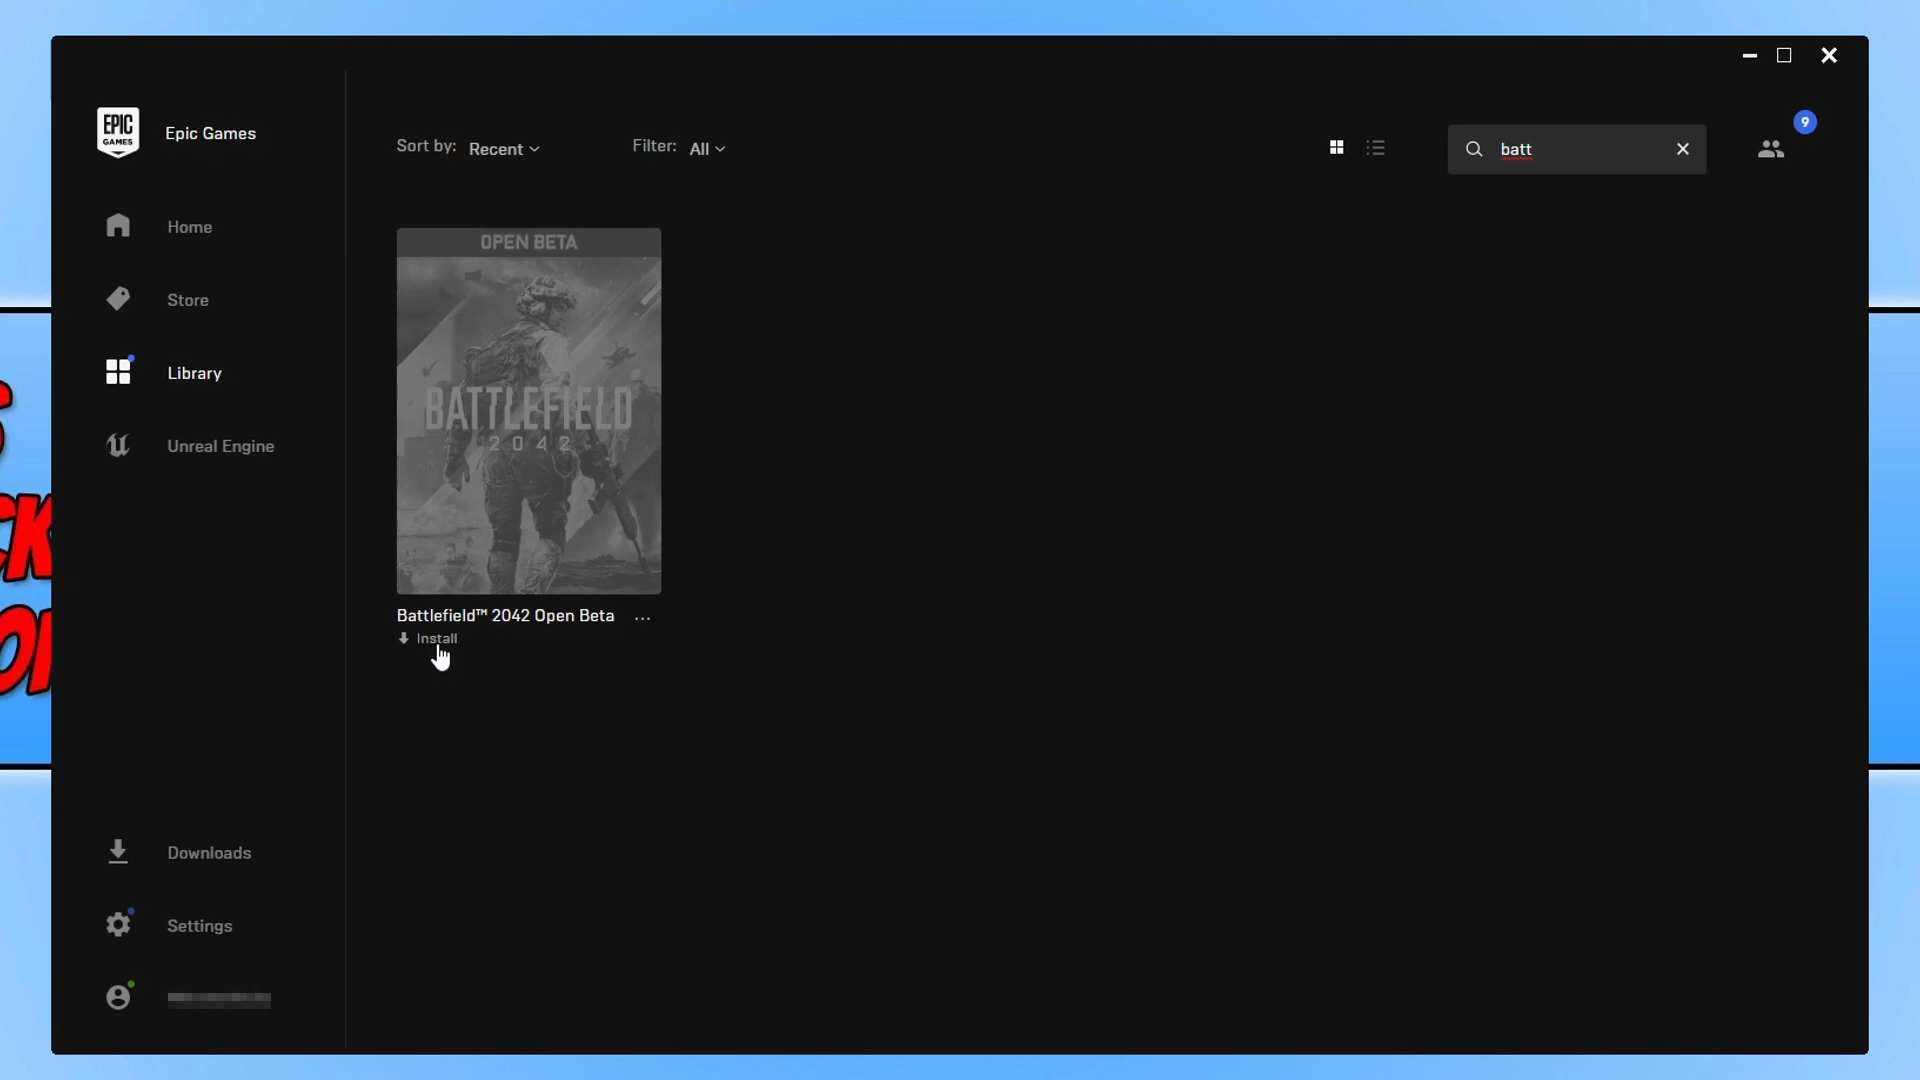 EPIC
GAMES
Epic Games
Home
Store
Library
Unreal Engine
Downloads
Settings
Sort by: Recent
Filter: All
batt
9
OPEN BETA
BATTLEFIELD
2042
Battlefield™ 2042 Open Beta ...
Install